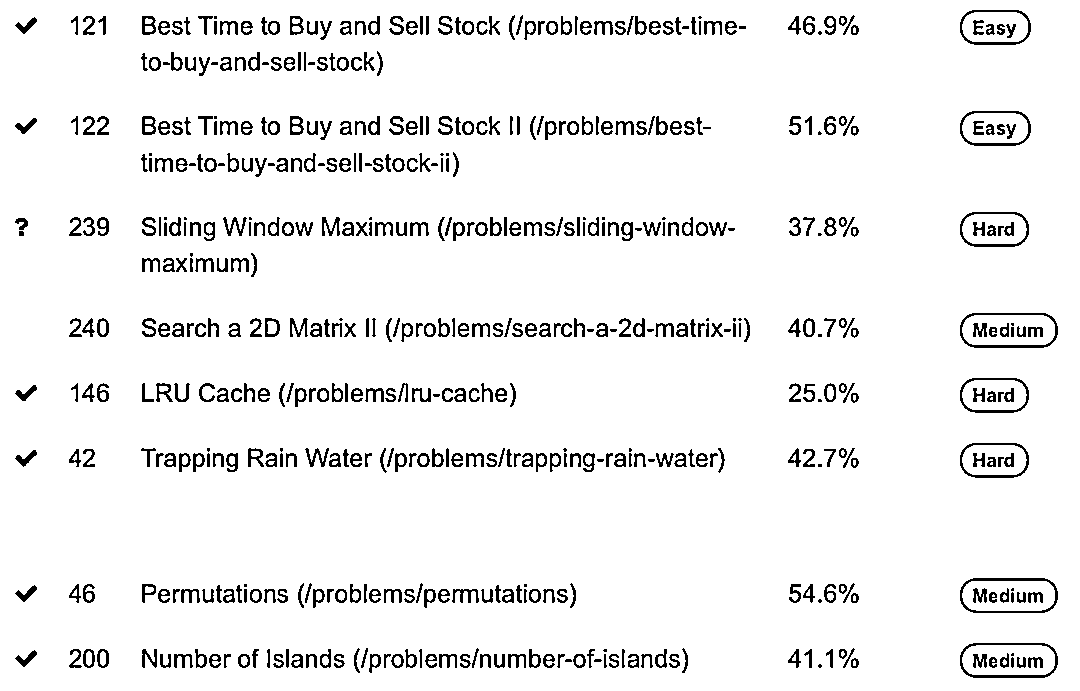 ✔ 121 Best Time to Buy and Sell Stock (/problems/best-time- 46.9% Easy
to-buy-and-sell-stock)
✔ 122 Best Time to Buy and Sell Stock II (/problems/best- 51.6% Easy
time-to-buy-and-sell-stock-ii)
? 239 Sliding Window Maximum (/problems/sliding-window- 37.8% Hard
maximum)
240 Search a 2D Matrix II (/problems/search-a-2d-matrix-ii) 40.7% Medium
✔ 146 LRU Cache (/problems/lru-cache) 25.0% Hard
✔ 42 Trapping Rain Water (/problems/trapping-rain-water) 42.7% Hard
✔ 46 Permutations (/problems/permutations) 54.6% Medium
✔ 200 Number of Islands (/problems/number-of-islands) 41.1% Medium